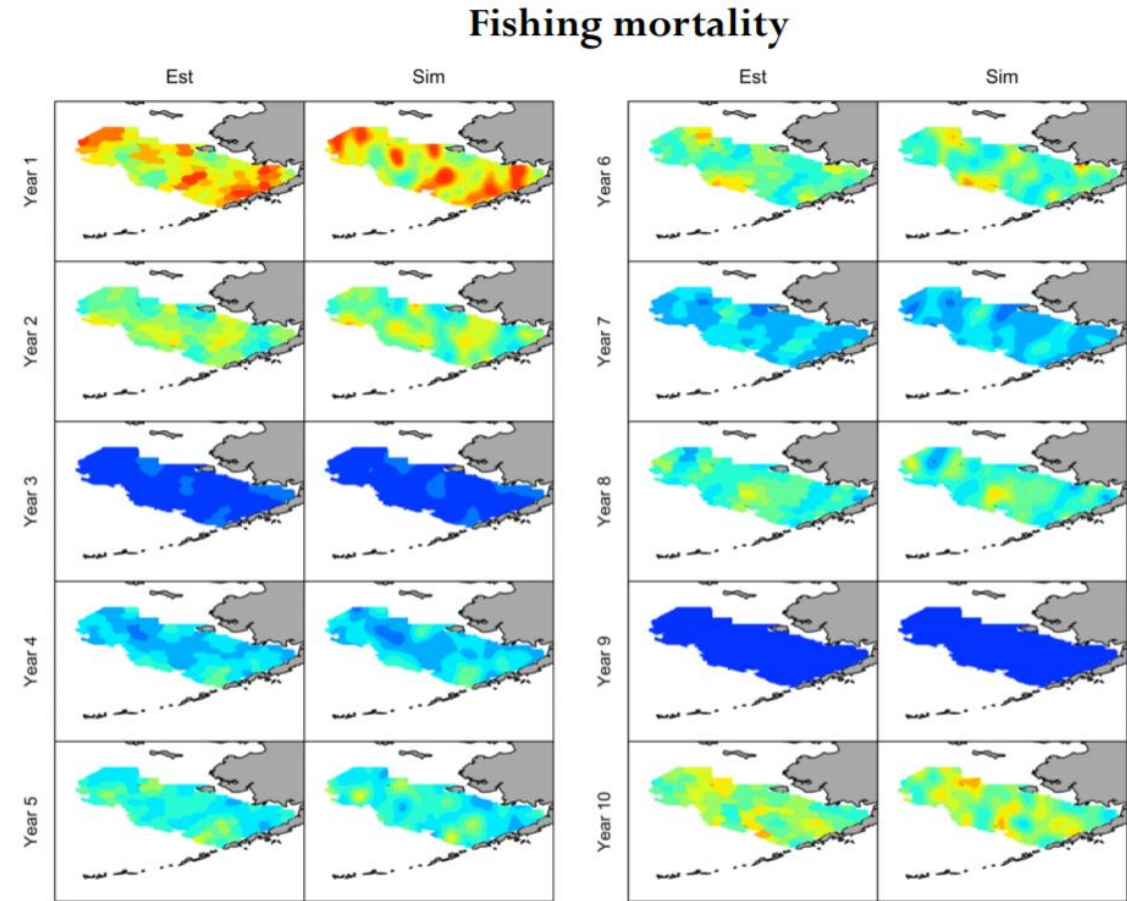 Fishing mortality
Est
Sim
Year 1
Year 2
Year 3
Year 4
Year 5
Est
Sim
Year 6
Year 7
Year 8
Year 9
Year 10